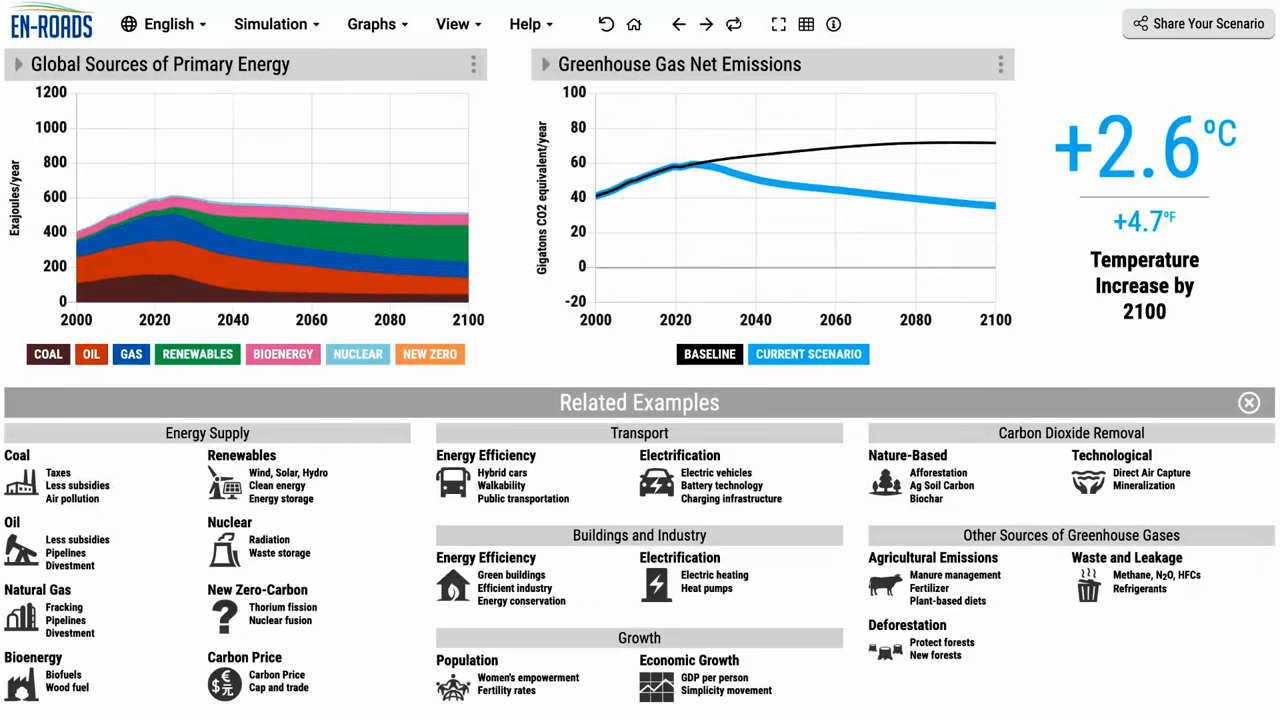 EN-ROADS
English
Simulation
Graphs
View
Help
Share Your Scenario
Global Sources of Primary Energy
Exajoules/year
1200
1000
800
600
400
200
0
2000 2020 2040 2060 2080 2100
COAL OIL GAS RENEWABLES BIOENERGY NUCLEAR NEW ZERO
Greenhouse Gas Net Emissions
Gigatons CO2 equivalent/year
100
80
60
40
20
0
-20
2000 2020 2040 2060 2080 2100
BASELINE CURRENT SCENARIO
+2.6 ºC
+4.7ºF
Temperature
Increase by
2100
Related Examples
Energy Supply
Coal
Taxes
Less subsidies
Air pollution
Oil
Less subsidies
Pipelines
Divestment
Natural Gas
Fracking
Pipelines
Divestment
Bioenergy
Biofuels
Wood fuel
Renewables
Wind, Solar, Hydro
Clean energy
Energy storage
Nuclear
Radiation
Waste storage
New Zero-Carbon
?
Thorium fission
Nuclear fusion
Carbon Price
$ € 元
Carbon Price
Cap and trade
Transport
Energy Efficiency
Hybrid cars
Walkability
Public transportation
Electrification
Electric vehicles
Battery technology
Charging infrastructure
Buildings and Industry
Energy Efficiency
Green buildings
Efficient industry
Energy conservation
Electrification
Electric heating
Heat pumps
Growth
Population
Women's empowerment
Fertility rates
Economic Growth
GDP per person
Simplicity movement
Carbon Dioxide Removal
Nature-Based
Afforestation
Ag Soil Carbon
Biochar
Technological
Direct Air Capture
Mineralization
Other Sources of Greenhouse Gases
Agricultural Emissions
Manure management
Fertilizer
Plant-based diets
Deforestation
Protect forests
New forests
Waste and Leakage
Methane, N₂O, HFCs
Refrigerants